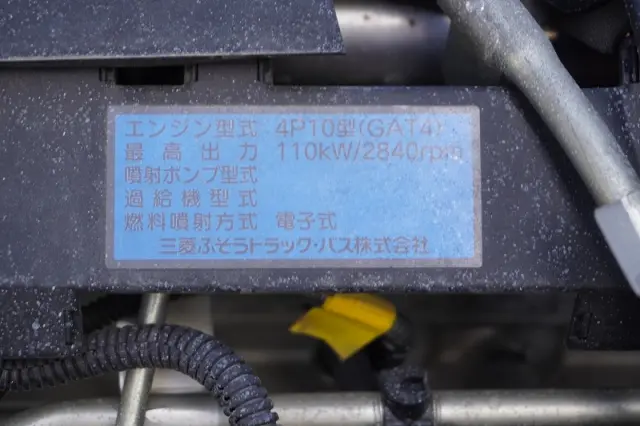 エンジン型式 4P10型(GAT4)
最高出力 110kW/2840rpm
噴射ポンプ型式
過給機型式
燃料噴射方式 電子式
三菱ふそうトラック・バス株式会社